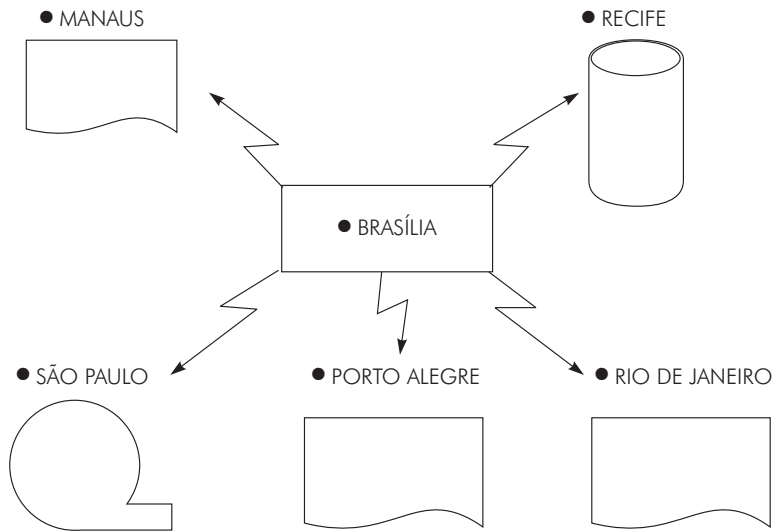 ● MANAUS
● RECIFE
● BRASÍLIA
● SÃO PAULO
● PORTO ALEGRE
● RIO DE JANEIRO